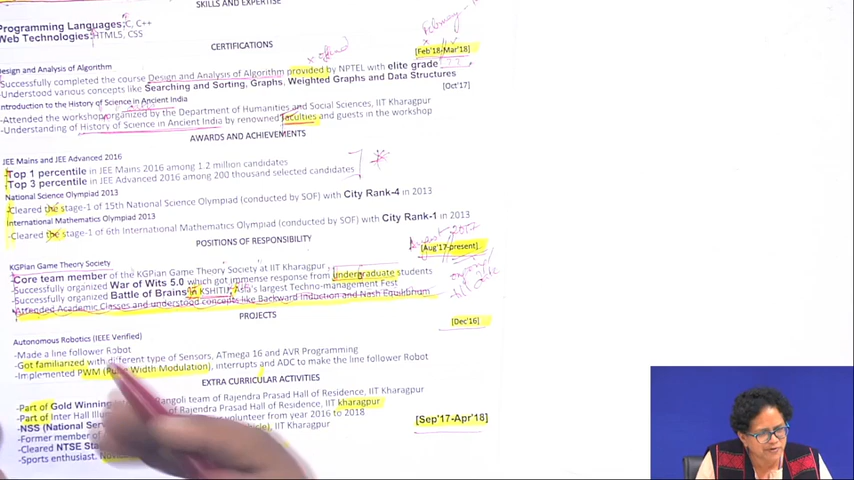 SKILLS AND EXPERTISE
Programming Languages: C, C++
Web Technologies: HTML5, CSS
February
CERTIFICATIONS
[Feb'18-Mar'18]
Design and Analysis of Algorithm
-Successfully completed the course Design and Analysis of Algorithm provided by NPTEL with elite grade
-Understood various concepts like Searching and Sorting, Graphs, Weighted Graphs and Data Structures
Introduction to the History of Science in Ancient India
[Oct'17]
-Attended the workshop organized by the Department of Humanities and Social Sciences, IIT Kharagpur
-Understanding of History of Science in Ancient India by renowned faculties and guests in the workshop
AWARDS AND ACHIEVEMENTS
JEE Mains and JEE Advanced 2016
-Top 1 percentile in JEE Mains 2016 among 1.2 million candidates
-Top 3 percentile in JEE Advanced 2016 among 200 thousand selected candidates
National Science Olympiad 2013
-Cleared the stage-1 of 15th National Science Olympiad (conducted by SOF) with City Rank-4 in 2013
International Mathematics Olympiad 2013
-Cleared the stage-1 of 6th International Mathematics Olympiad (conducted by SOF) with City Rank-1 in 2013
August 2017
POSITIONS OF RESPONSIBILITY
[Aug'17-present]
KGPian Game Theory Society
-Core team member of the KGPian Game Theory Society at IIT Kharagpur
-Successfully organized War of Wits 5.0 which got immense response from undergraduate students
-Successfully organized Battle of Brains in KSHITIJ, Asia's largest Techno-management Fest
-Attended Academic Classes and understood concepts like Backward Induction and Nash Equilibrium
PROJECTS
[Dec'16]
Autonomous Robotics (IEEE Verified)
-Made a line follower Robot
-Got familiarized with different type of Sensors, ATmega 16 and AVR Programming
-Implemented PWM (Pulse Width Modulation), interrupts and ADC to make the line follower Robot
EXTRA CURRICULAR ACTIVITIES
-Part of Gold Winning Rangoli team of Rajendra Prasad Hall of Residence, IIT Kharagpur
-Part of Inter Hall of Rajendra Prasad Hall of Residence, IIT kharagpur
-NSS (National volunteer from year 2016 to 2018
[Sep'17-Apr'18]
-Former member of
-Cleared NTSE
-Sports enthusiast.